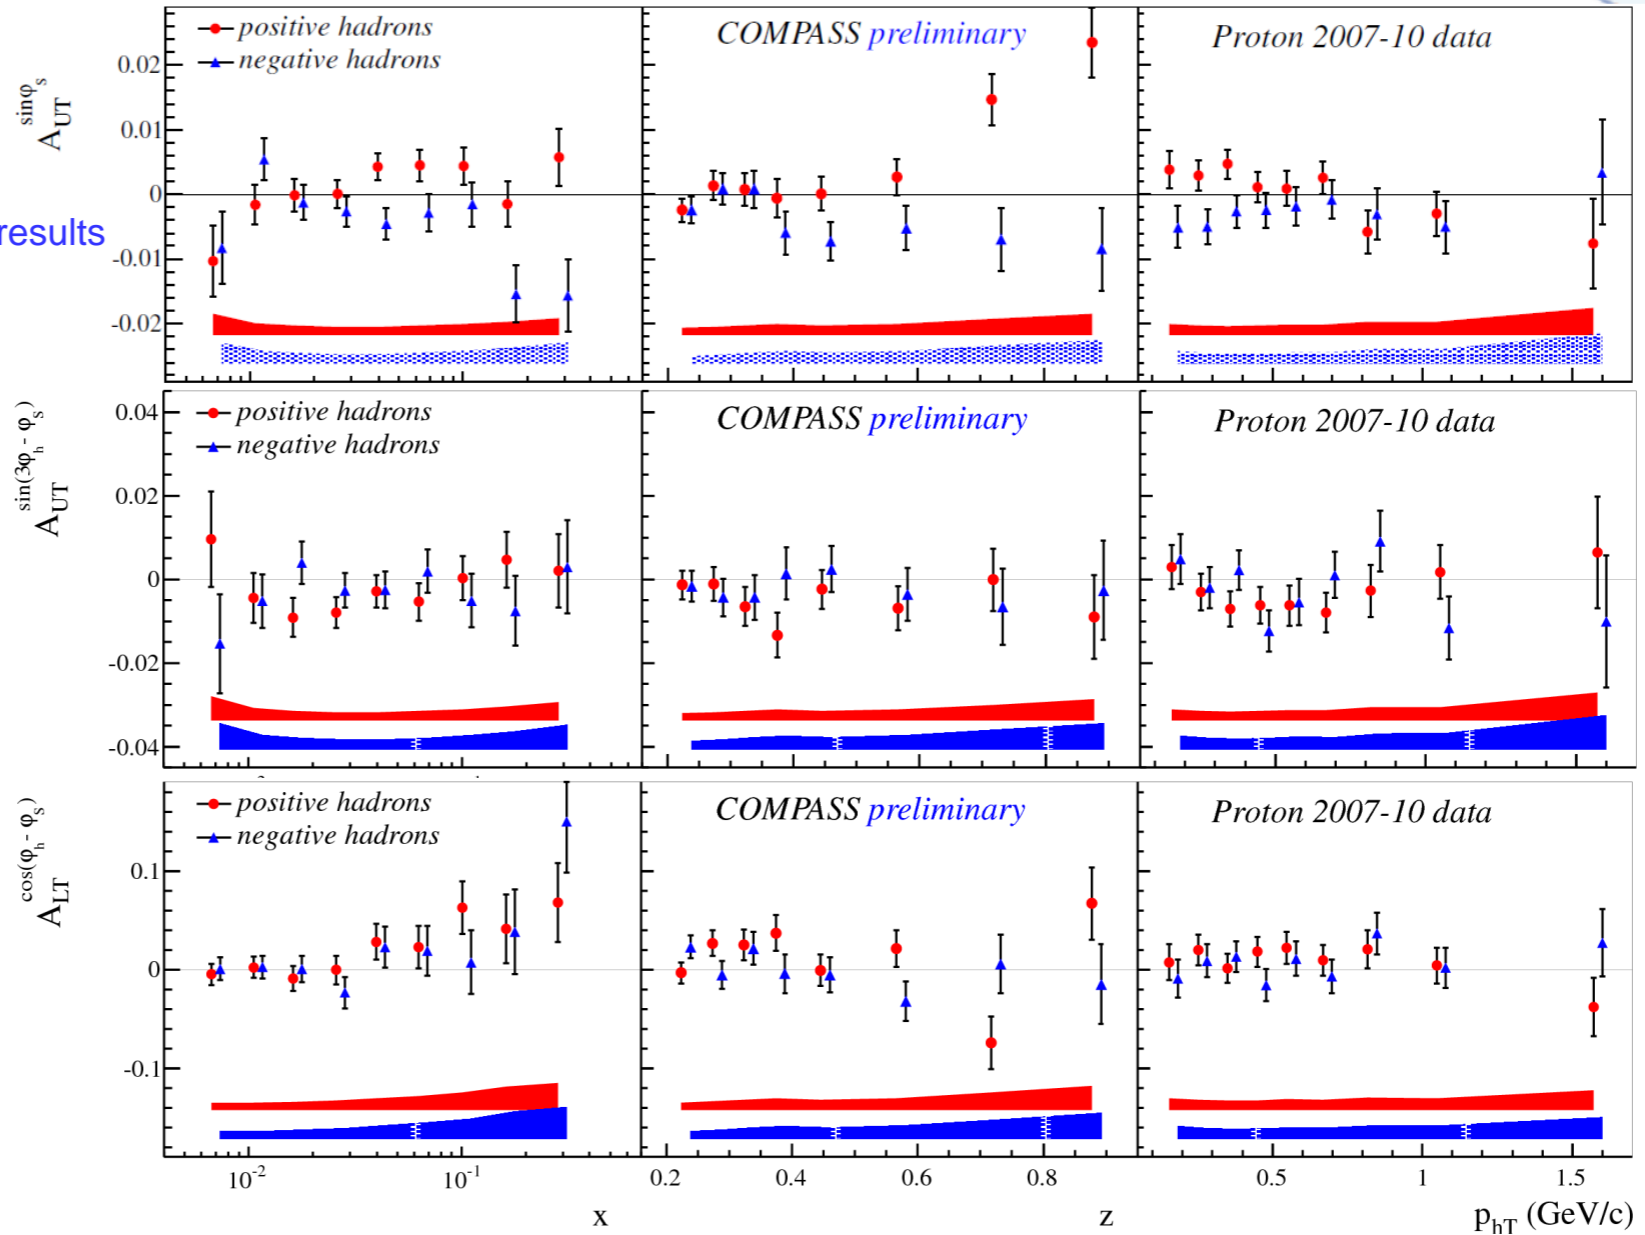 positive hadrons
negative hadrons
COMPASS preliminary
Proton 2007-10 data
A_UT^sinφ_s
0.02
0.01
0
-0.01
-0.02
results
positive hadrons
negative hadrons
COMPASS preliminary
Proton 2007-10 data
A_UT^sin(3φ_h - φ_S)
0.04
0.02
0
-0.02
-0.04
positive hadrons
negative hadrons
COMPASS preliminary
Proton 2007-10 data
A_LT^cos(φ_h - φ_S)
0.1
0
-0.1
10^-2 10^-1 0.2 0.4 0.6 0.8 0.5 1 1.5
x z p_hT (GeV/c)